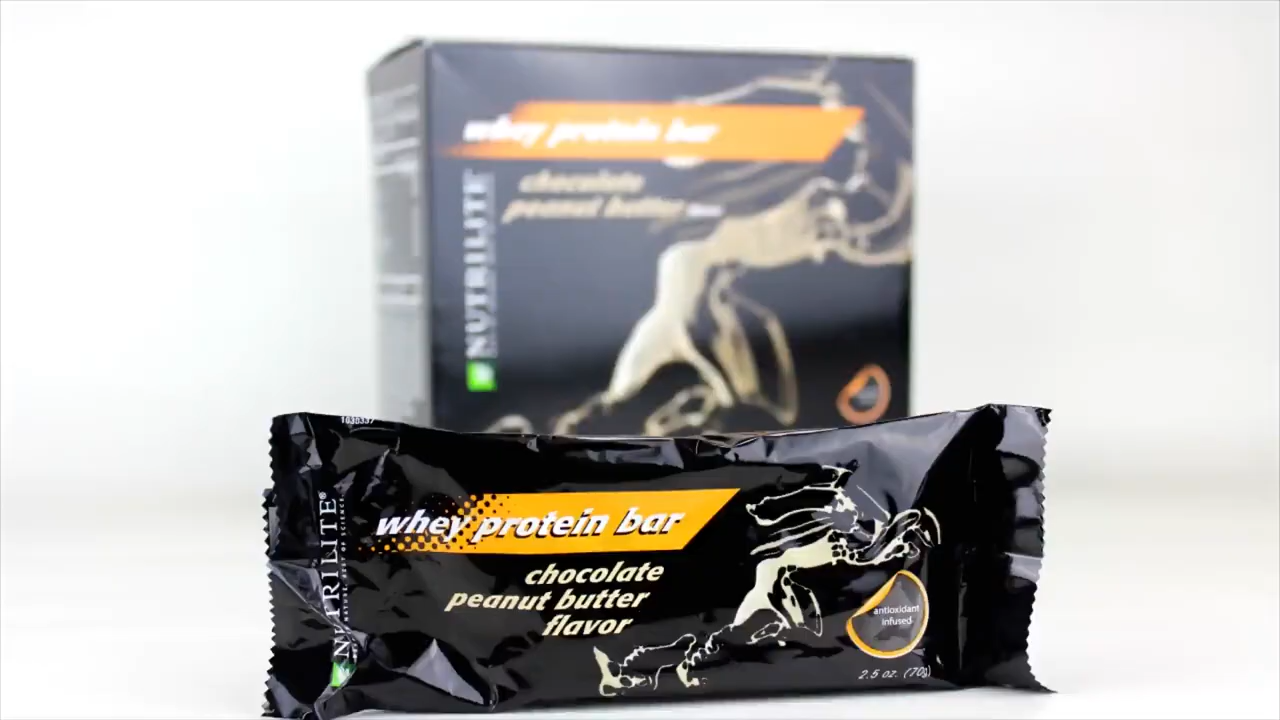 whey protein bar
chocolate
peanut butter
NUTRILITE
1030337
NUTRILITE®
whey protein bar
chocolate
peanut butter
flavor
antioxidant
infused
2.5 oz. (70g)